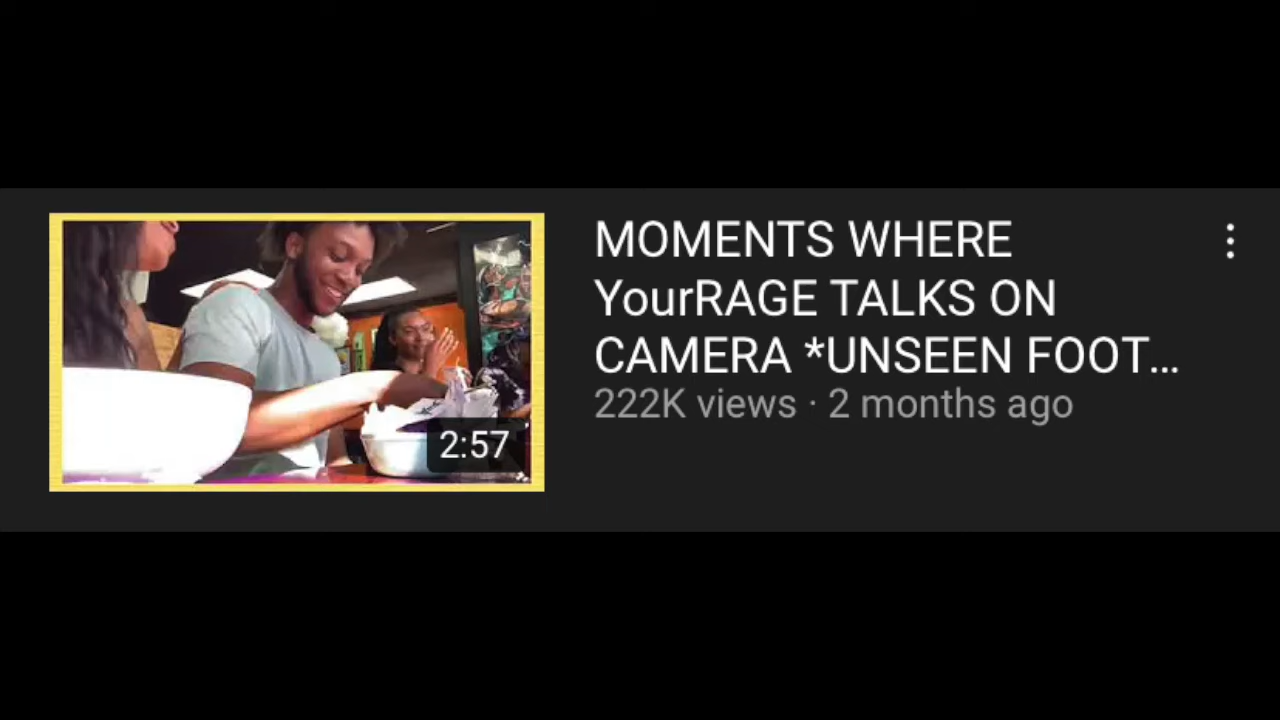 MOMENTS WHERE
YourRAGE TALKS ON
CAMERA *UNSEEN FOOT...
222K views · 2 months ago
2:57